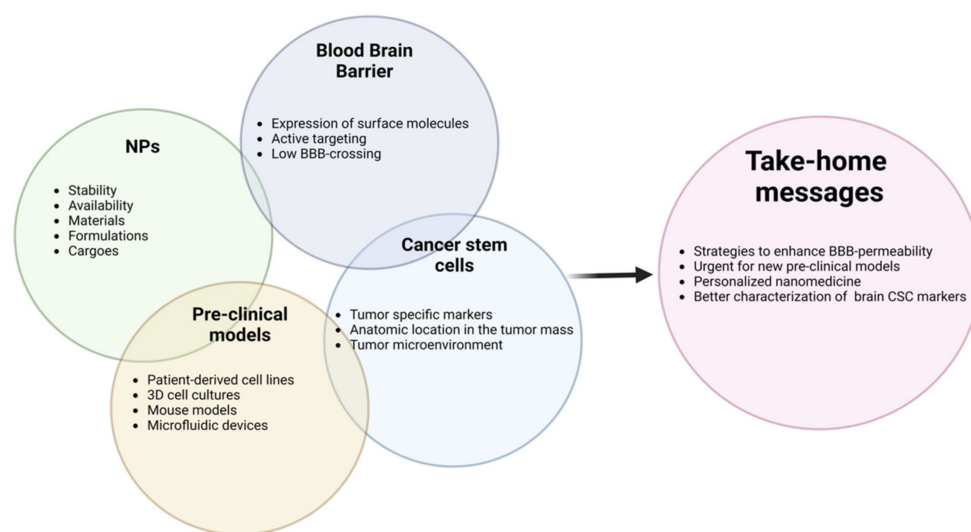 Blood Brain
Barrier
• Expression of surface molecules
• Active targeting
• Low BBB-crossing
NPs
• Stability
• Availability
• Materials
• Formulations
• Cargoes
Cancer stem
cells
• Tumor specific markers
• Anatomic location in the tumor mass
• Tumor microenvironment
Pre-clinical
models
• Patient-derived cell lines
• 3D cell cultures
• Mouse models
• Microfluidic devices
Take-home
messages
• Strategies to enhance BBB-permeability
• Urgent for new pre-clinical models
• Personalized nanomedicine
• Better characterization of brain CSC markers